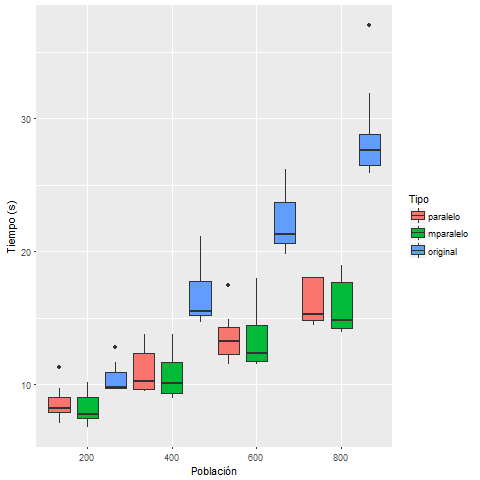 30
20
10
Tiempo (s)
200
400
600
800
Población
Tipo
paralelo
mparalelo
original